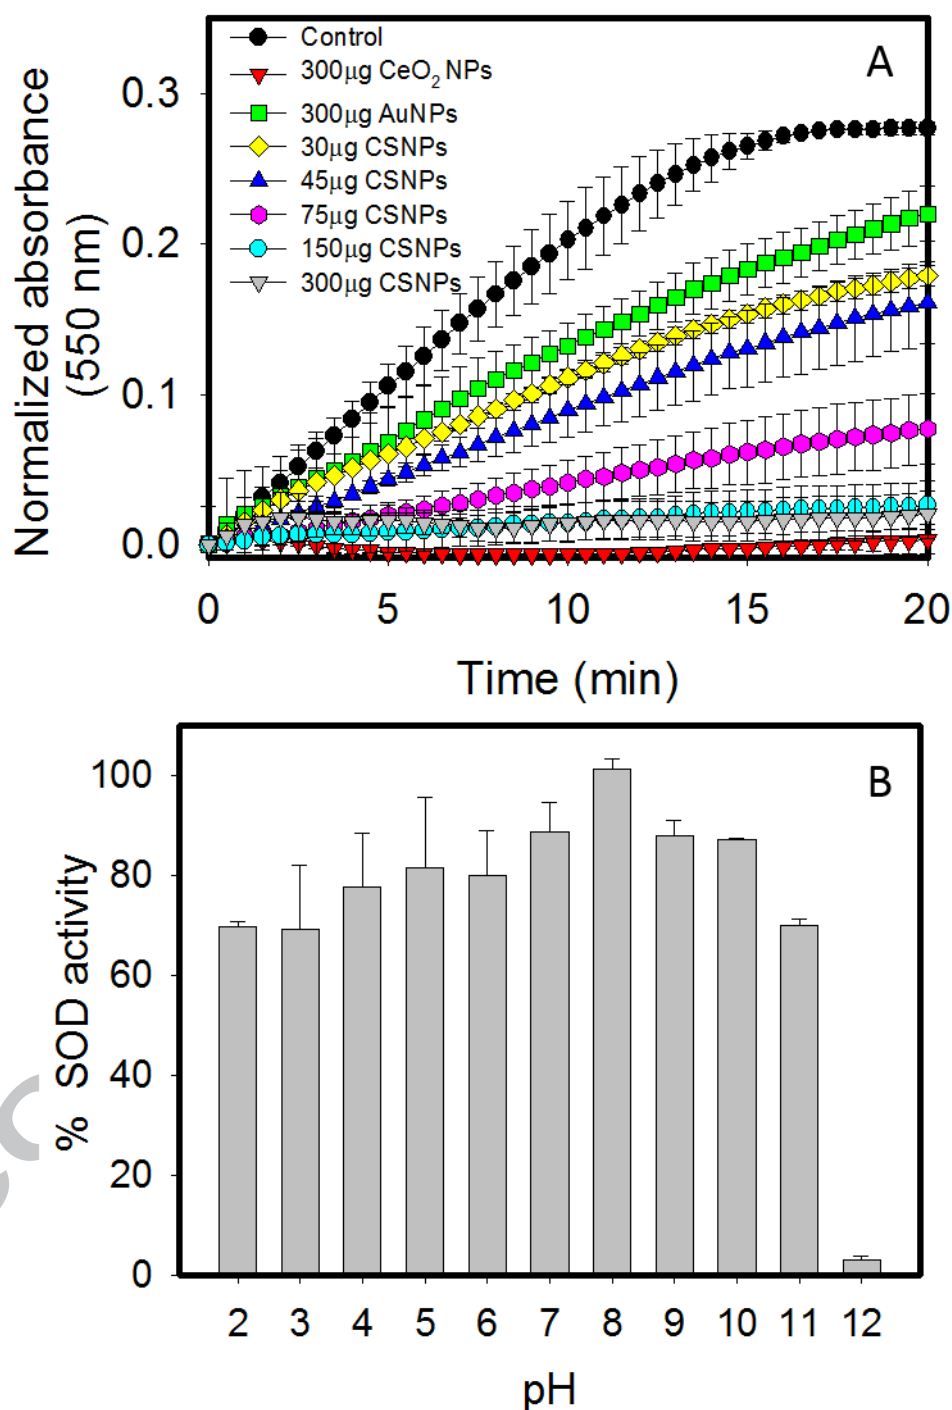 Control
300μg CeO₂ NPs
300μg AuNPs
30μg CSNPs
45μg CSNPs
75μg CSNPs
150μg CSNPs
300μg CSNPs
A
Normalized absorbance
(550 nm)
0.3
0.2
0.1
0.0
0 5 10 15 20
Time (min)
B
% SOD activity
100
80
60
40
20
0
2 3 4 5 6 7 8 9 10 11 12
pH